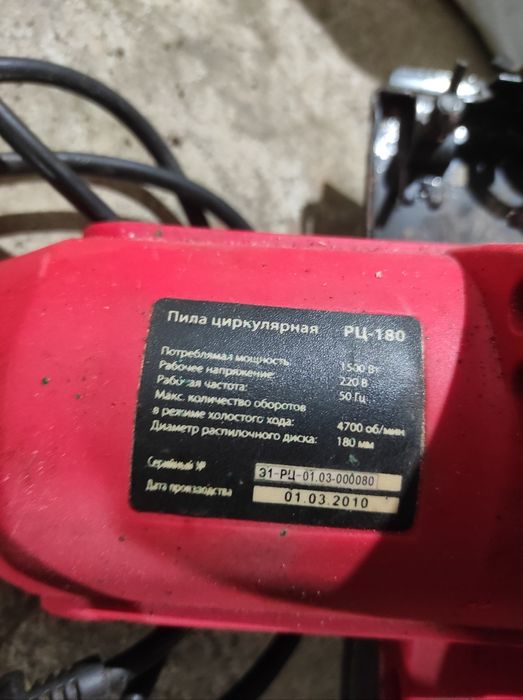 Пила циркулярная РЦ-180
Потреблямая мощность: 1500 Вт
Рабочее напряжение: 220 В
Рабочая частота: 50 Гц
Макс. количество оборотов
в режиме холостого хода: 4700 об/мин
Диаметр распилочного диска: 180 мм
Серийный № Э1-РЦ-01.03-000080
Дата производства 01.03.2010